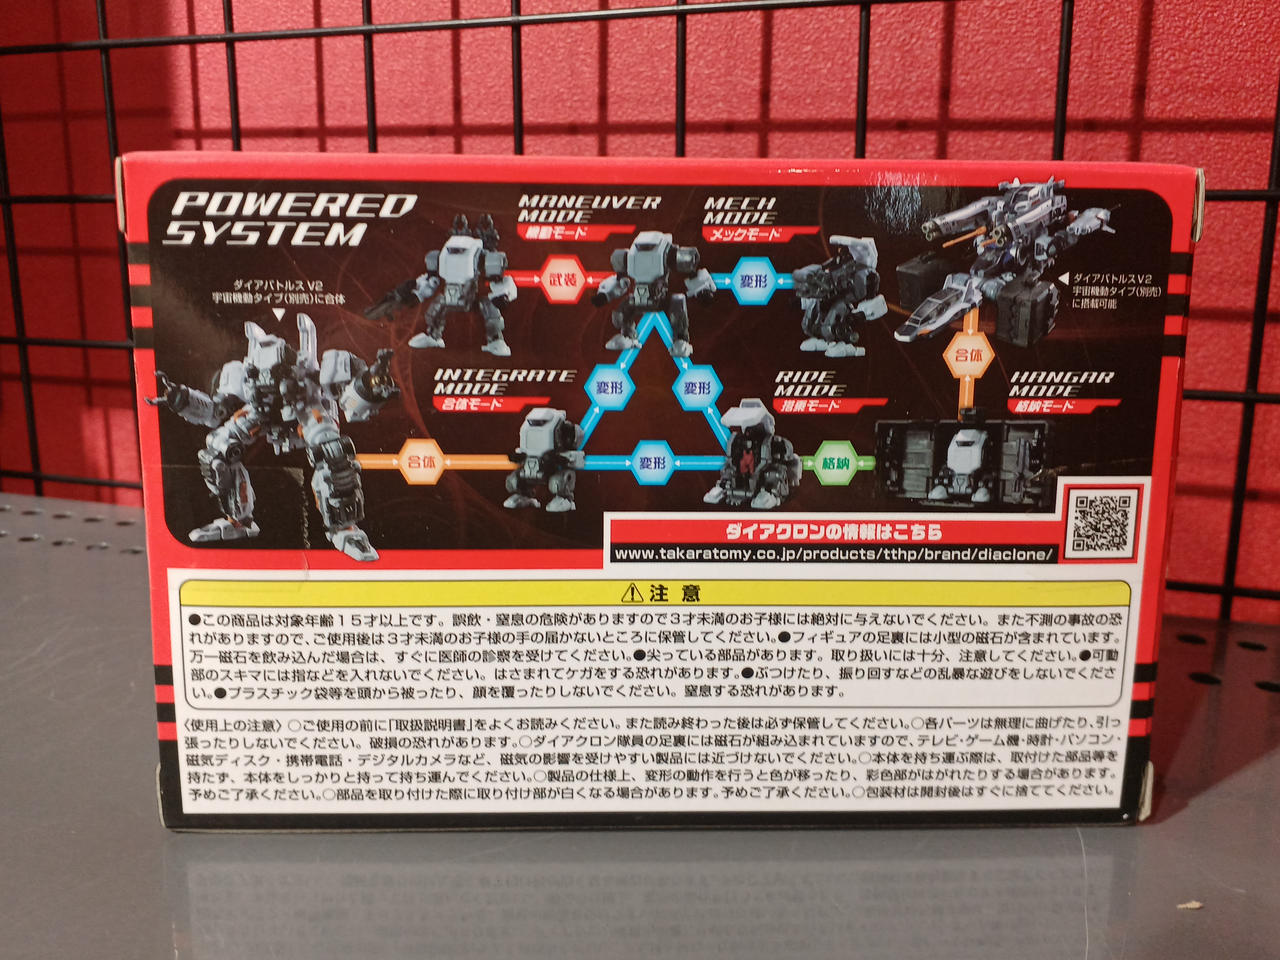 POWERED
SYSTEM
MANEUVER
MODE
機動モード
MECH
MODE
メックモード
ダイアバトルスV2
宇宙機動タイプ(別売)に合体
武装
変形
ダイアバトルスV2
宇宙機動タイプ(別売)
に搭載可能
合体
INTEGRATE
MODE
合体モード
変形
変形
RIDE
MODE
搭乗モード
HANGAR
MODE
格納モード
合体
変形
格納
ダイアクロンの情報はこちら
www.takaratomy.co.jp/products/tthp/brand/diaclone/
注意
●この商品は対象年齢15才以上です。誤飲・窒息の危険がありますので3才未満のお子様には絶対に与えないでください。また不測の事故の恐
れがありますので、ご使用後は3才未満のお子様の手の届かないところに保管してください。●フィギュアの足裏には小型の磁石が含まれています。
万一磁石を飲み込んだ場合は、すぐに医師の診察を受けてください。●尖っている部品があります。取り扱いには十分、注意してください。●可動
部のスキマには指などを入れないでください。はさまれてケガをする恐れがあります。●ぶつけたり、振り回すなどの乱暴な遊びをしないでくださ
い。●プラスチック袋等を頭から被ったり、顔を覆ったりしないでください。窒息する恐れがあります。
〈使用上の注意〉○ご使用の前に「取扱説明書」をよくお読みください。また読み終わった後は必ず保管してください。○各パーツは無理に曲げたり、引っ
張ったりしないでください。破損の恐れがあります。○ダイアクロン隊員の足裏には磁石が組み込まれていますので、テレビ・ゲーム機・時計・パソコン・
磁気ディスク・携帯電話・デジタルカメラなど、磁気の影響を受けやすい製品には近づけないでください。○本体を持ち運ぶ際は、取付けた部品等を
持たず、本体をしっかりと持って持ち運んでください。○製品の仕様上、変形の動作を行うと色が移ったり、彩色部がはがれたりする場合があります。
予めご了承ください。○部品を取り付けた際に取り付け部が白くなる場合があります。予めご了承ください。○包装材は開封後はすぐに捨ててください。